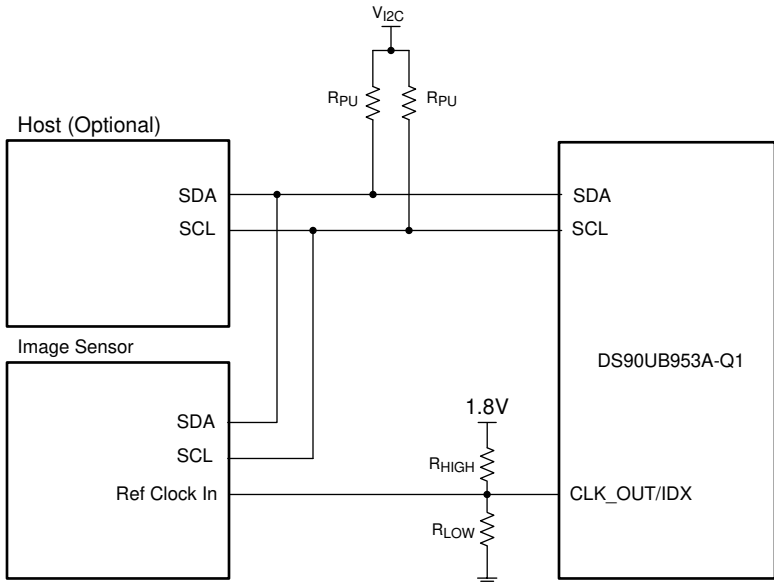 VI2C
RPU
RPU
Host (Optional)
SDA
SCL
SDA
SCL
Image Sensor
DS90UB953A-Q1
1.8V
SDA
SCL
RHIGH
Ref Clock In
CLK_OUT/IDX
RLOW